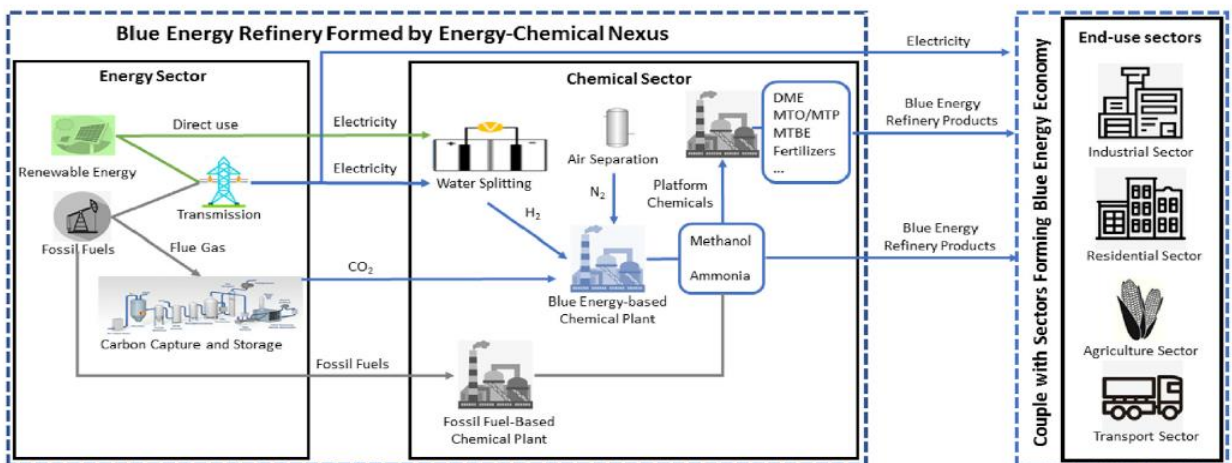 Blue Energy Refinery Formed by Energy-Chemical Nexus
Energy Sector
Renewable Energy
Direct use
Transmission
Fossil Fuels
Flue Gas
Carbon Capture and Storage
Electricity
Electricity
CO₂
Fossil Fuels
Chemical Sector
Water Splitting
Air Separation
N₂
H₂
Blue Energy-based
Chemical Plant
Fossil Fuel-Based
Chemical Plant
Platform
Chemicals
Methanol
Ammonia
DME
MTO/MTP
MTBE
Fertilizers
...
Electricity
Blue Energy
Refinery Products
Blue Energy
Refinery Products
Couple with Sectors Forming Blue Energy Economy
End-use sectors
Industrial Sector
Residential Sector
Agriculture Sector
Transport Sector